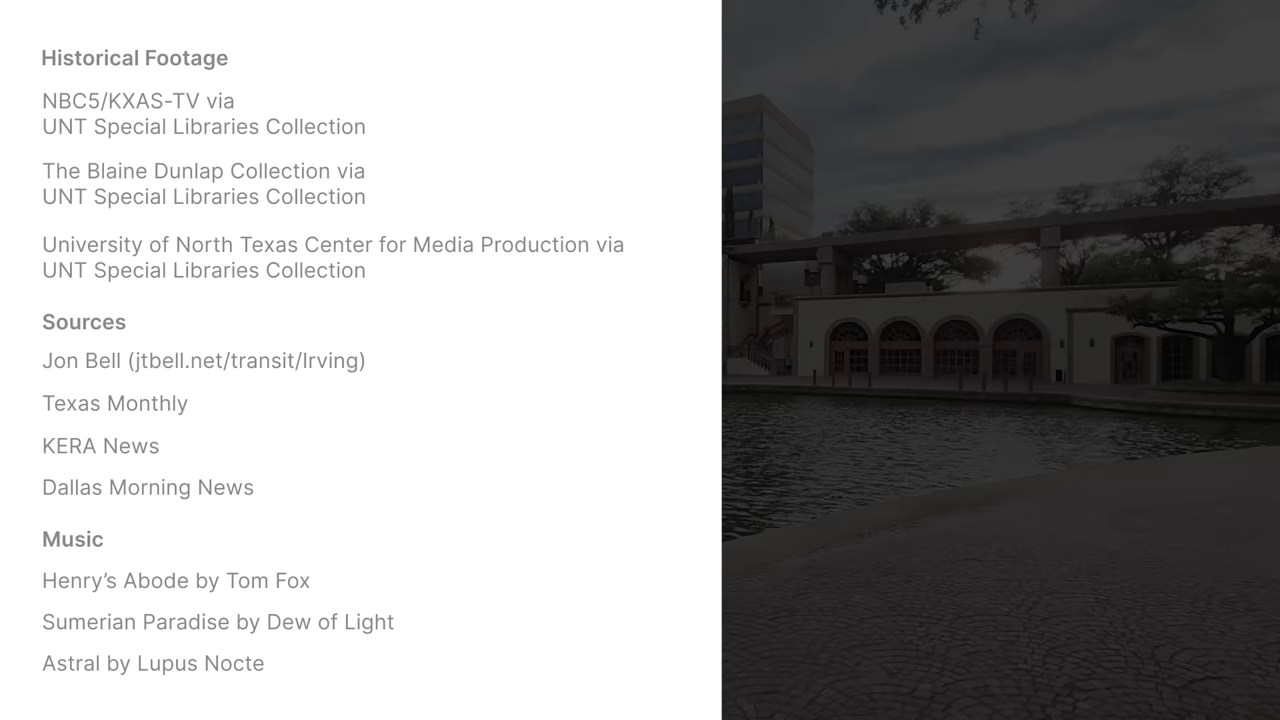 Historical Footage
NBC5/KXAS-TV via
UNT Special Libraries Collection
The Blaine Dunlap Collection via
UNT Special Libraries Collection
University of North Texas Center for Media Production via
UNT Special Libraries Collection
Sources
Jon Bell (jtbell.net/transit/Irving)
Texas Monthly
KERA News
Dallas Morning News
Music
Henry’s Abode by Tom Fox
Sumerian Paradise by Dew of Light
Astral by Lupus Nocte